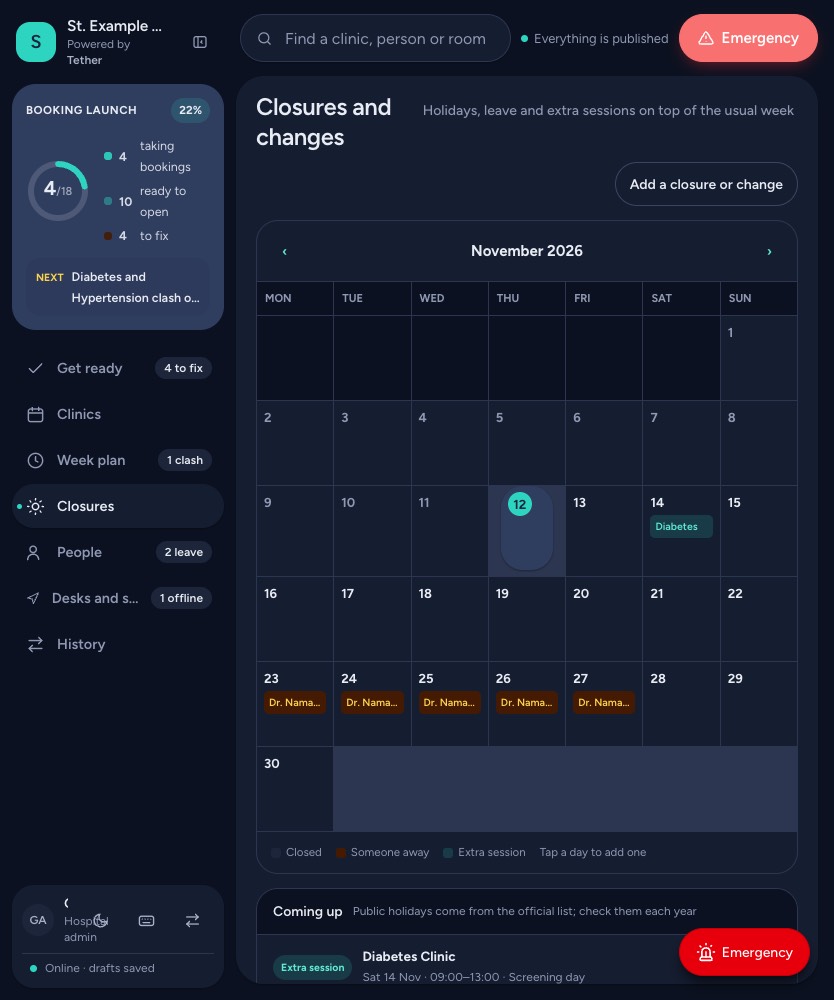 S
St. Example ...
Powered by
Tether
Find a clinic, person or room
Everything is published
Emergency
BOOKING LAUNCH
22%
4/18
4 taking
bookings
10 ready to
open
4 to fix
NEXT Diabetes and
Hypertension clash o...
Get ready
4 to fix
Clinics
Week plan
1 clash
Closures
People
2 leave
Desks and s...
1 offline
History
GA
Hospital
admin
Online · drafts saved
Closures and
changes
Holidays, leave and extra sessions on top of the usual week
Add a closure or change
‹ November 2026 ›
MON TUE WED THU FRI SAT SUN
1
2 3 4 5 6 7 8
9 10 11 12 13 14 15
Diabetes
16 17 18 19 20 21 22
23 24 25 26 27 28 29
Dr. Nama... Dr. Nama... Dr. Nama... Dr. Nama... Dr. Nama...
30
Closed Someone away Extra session Tap a day to add one
Coming up Public holidays come from the official list; check them each year
Extra session
Diabetes Clinic
Sat 14 Nov · 09:00–13:00 · Screening day
Emergency